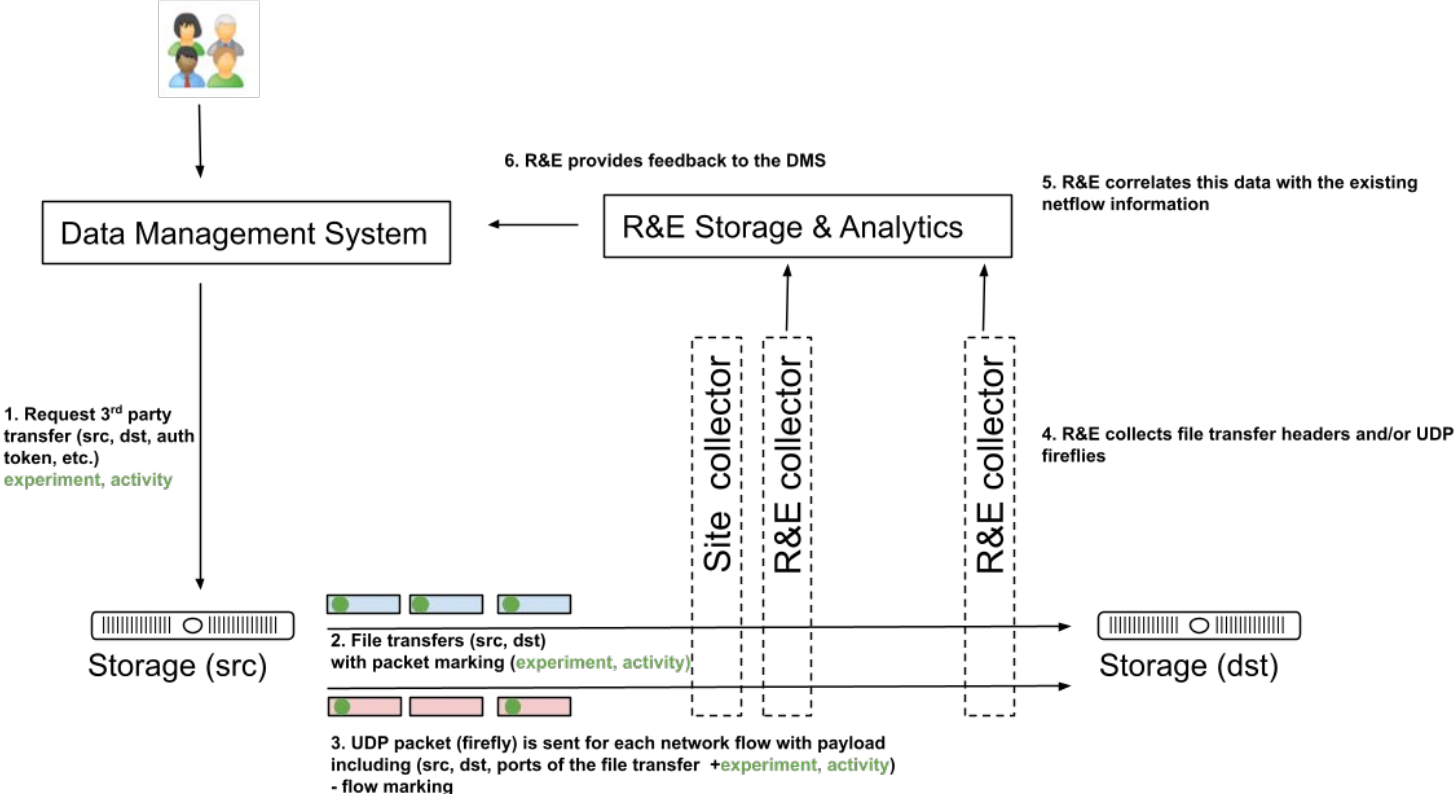 6. R&E provides feedback to the DMS
5. R&E correlates this data with the existing
netflow information
Data Management System
R&E Storage & Analytics
1. Request 3rd party
transfer (src, dst, auth
token, etc.)
experiment, activity
Site collector
R&E collector
R&E collector
4. R&E collects file transfer headers and/or UDP
fireflies
Storage (src)
2. File transfers (src, dst)
with packet marking (experiment, activity)
Storage (dst)
3. UDP packet (firefly) is sent for each network flow with payload
including (src, dst, ports of the file transfer +experiment, activity)
- flow marking